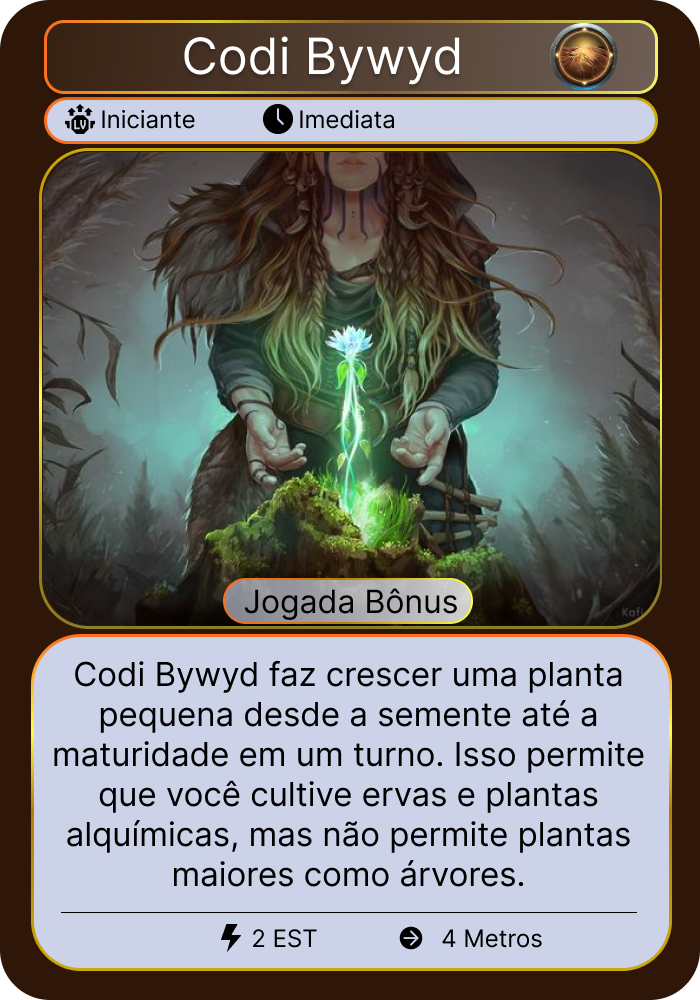 Codi Bywyd
LV Iniciante Imediata
Kafi
Jogada Bônus
Codi Bywyd faz crescer uma planta
pequena desde a semente até a
maturidade em um turno. Isso permite
que você cultive ervas e plantas
alquímicas, mas não permite plantas
maiores como árvores.
2 EST 4 Metros